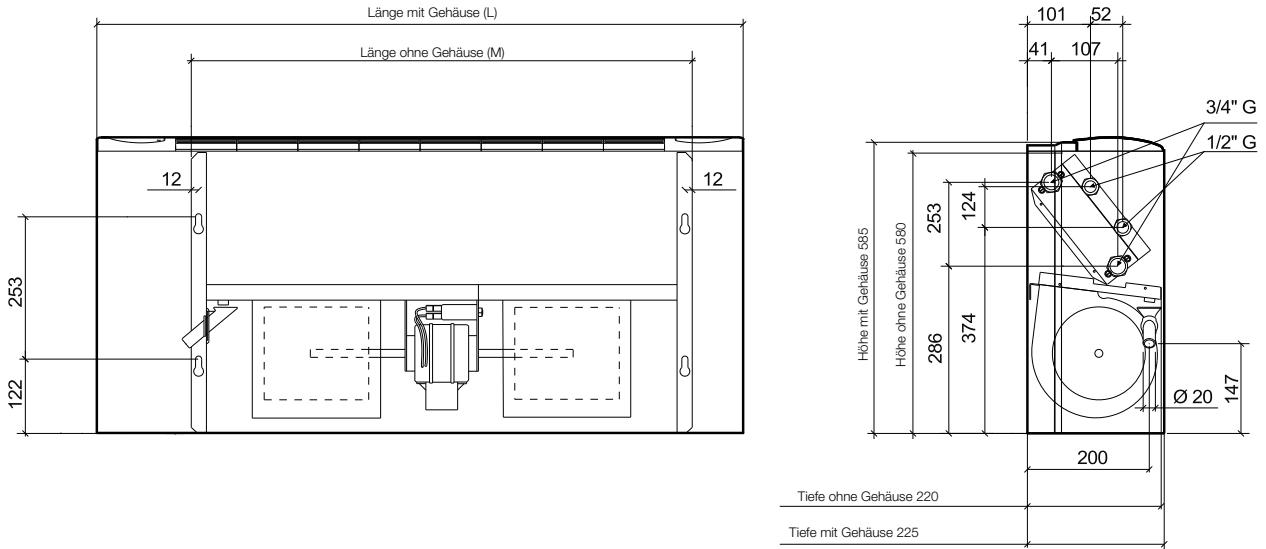 Länge mit Gehäuse (L)
Länge ohne Gehäuse (M)
12
12
253
122
101
52
41
107
3/4" G
1/2" G
Höhe mit Gehäuse 585
Höhe ohne Gehäuse 580
253
124
286
374
Ø 20
147
200
Tiefe ohne Gehäuse 220
Tiefe mit Gehäuse 225